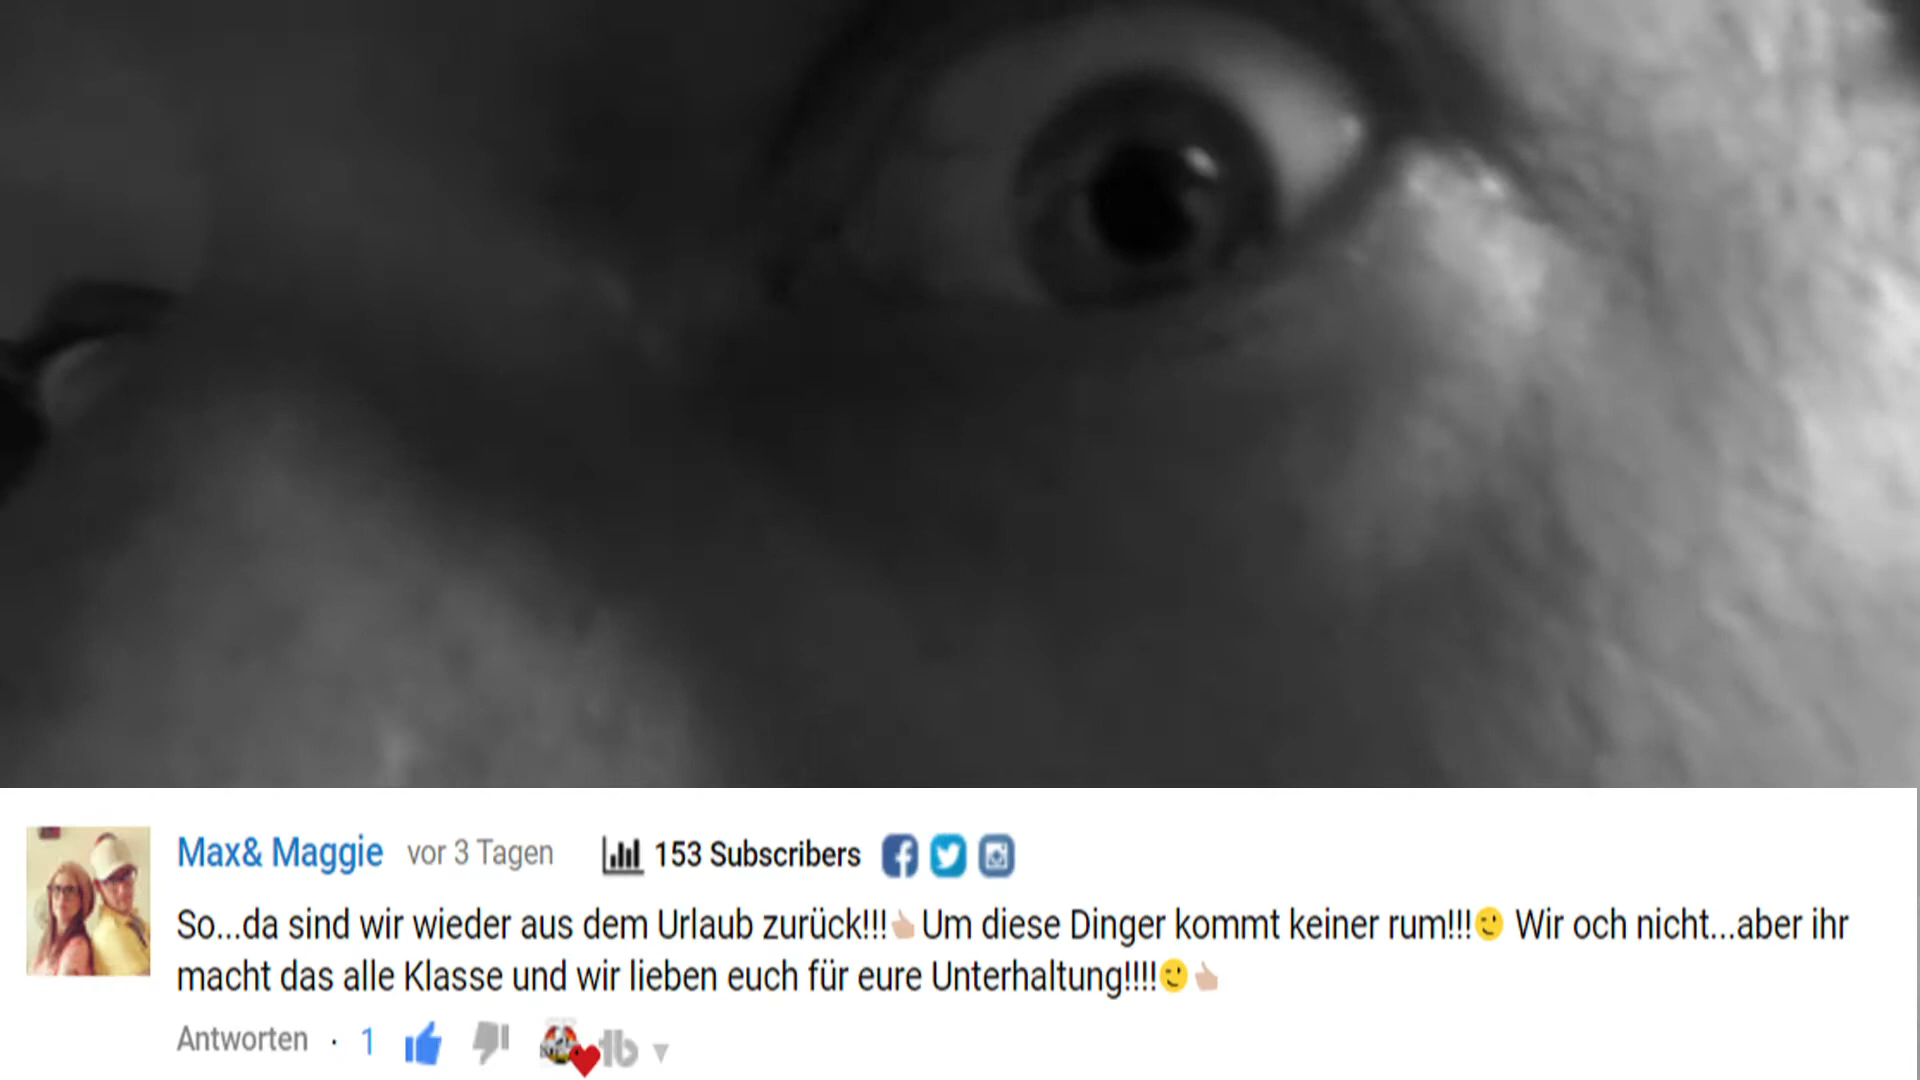 Max& Maggie vor 3 Tagen 153 Subscribers
So...da sind wir wieder aus dem Urlaub zurück!!!👍🏼Um diese Dinger kommt keiner rum!!!😉 Wir och nicht...aber ihr
macht das alle Klasse und wir lieben euch für eure Unterhaltung!!!!😉👍🏼
Antworten · 1